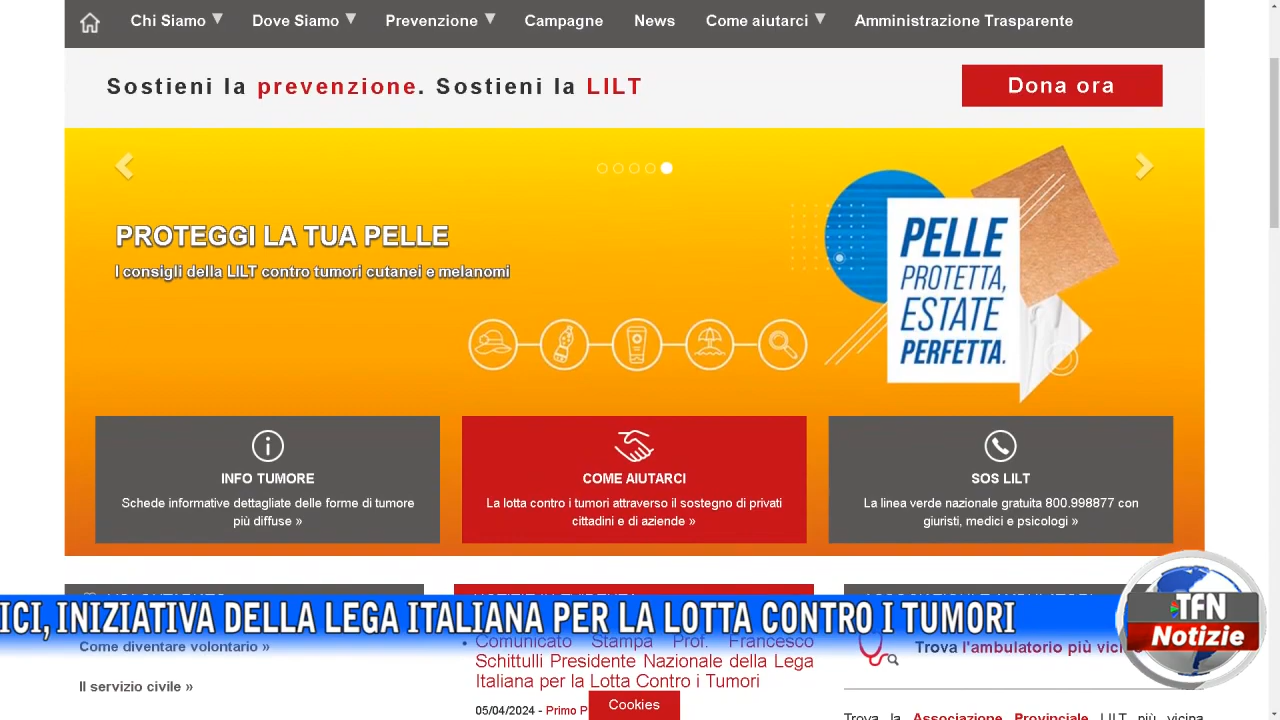 Chi Siamo
Dove Siamo
Prevenzione
Campagne
News
Come aiutarci
Amministrazione Trasparente
Sostieni la prevenzione. Sostieni la LILT
Dona ora
PROTEGGI LA TUA PELLE
I consigli della LILT contro tumori cutanei e melanomi
PELLE
PROTETTA,
ESTATE
PERFETTA.
INFO TUMORE
Schede informative dettagliate delle forme di tumore
più diffuse »
COME AIUTARCI
La lotta contro i tumori attraverso il sostegno di privati
cittadini e di aziende »
SOS LILT
La linea verde nazionale gratuita 800.998877 con
giuristi, medici e psicologi »
ICI, INIZIATIVA DELLA LEGA ITALIANA PER LA LOTTA CONTRO I TUMORI
TFN
Notizie
Come diventare volontario »
Il servizio civile »
Comunicato Stampa Prof. Francesco
Schittulli Presidente Nazionale della Lega
Italiana per la Lotta Contro i Tumori
05/04/2024 - Primo P
Cookies
Trova l'ambulatorio più vici
Trova la Associazione Provinciale LILT più vicina